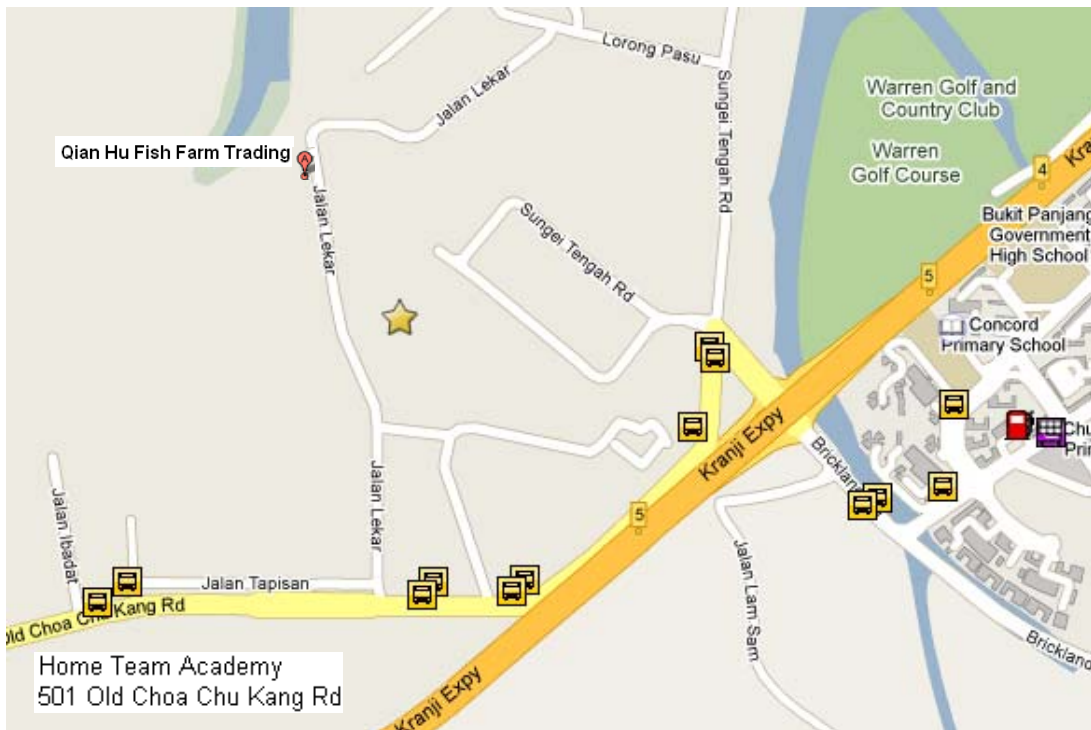 Lorong Pasu
Jalan Lekar
Sungei Tengah Rd
Warren Golf and
Country Club
Warren
Golf Course
Qian Hu Fish Farm Trading
A
Jalan Lekar
Sungei Tengah Rd
4
Bukit Panjang
Government
High School
5
Concord
Primary School
Kranji Expy
Chu
Prin
Jalan Lekar
5
Jalan Ibadat
Jalan Tapisan
Jalan Lam Sam
Old Choa Chu Kang Rd
Brickland
Kranji Expy
Home Team Academy
501 Old Choa Chu Kang Rd